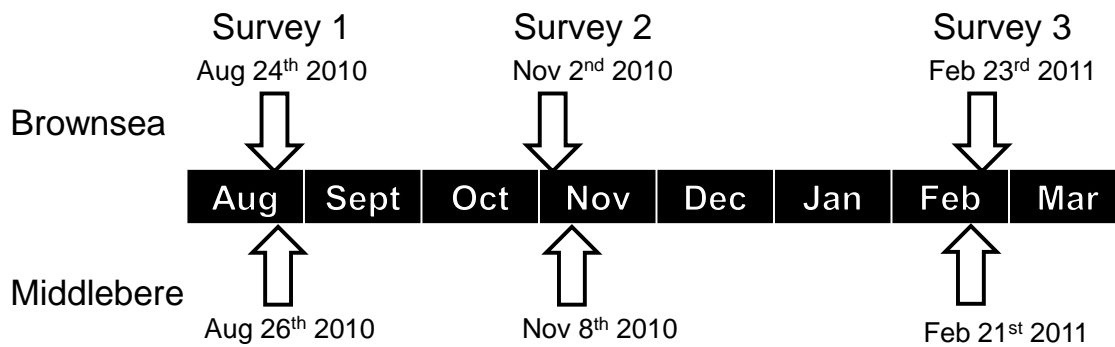 Survey 1 Survey 2 Survey 3
Aug 24th 2010 Nov 2nd 2010 Feb 23rd 2011
Brownsea
Aug Sept Oct Nov Dec Jan Feb Mar
Middlebere
Aug 26th 2010 Nov 8th 2010 Feb 21st 2011